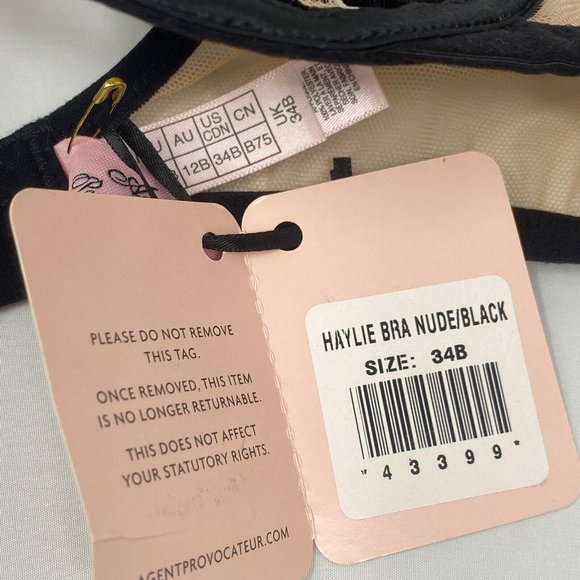 UK
34B
AU
US
CDN
CN
12B
34B
B75
PLEASE DO NOT REMOVE
THIS TAG.
ONCE REMOVED, THIS ITEM
IS NO LONGER RETURNABLE.
THIS DOES NOT AFFECT
YOUR STATUTORY RIGHTS.
AGENTPROVOCATEUR.COM
HAYLIE BRA NUDE/BLACK
SIZE: 34B
"43399"